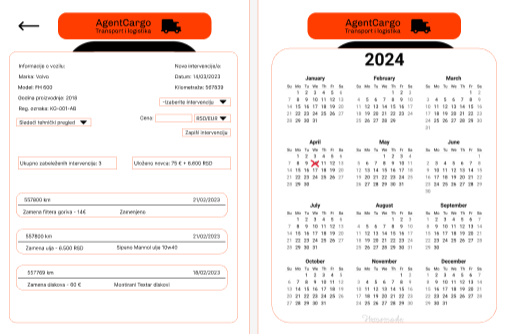 AgentCargo
Transport i logistika
Informacije o vozilu:
Nova intervencija/e:
Marka: Volvo
Datum: 14/03/2023
Model: FH 600
Kilometraža: 567839
Godina proizvodnje: 2018
-Izaberite intervenciju
Reg. oznaka: KO-001-AB
Cena:
RSD/EUR
Sledeći tehnički pregled
Zapiši intervenciju
Ukupno zabeleženih intervencija: 3
Uloženo novca: 75 € + 6.600 RSD
557800 km
21/02/2023
Zamena filtera goriva - 14€
Zamenjeno
557800 km
21/02/2023
Zamena ulja - 6.500 RSD
Sipano Mannol ulje 10w40
557789 km
18/02/2023
Zamena diskova - 60 €
Montirani Textar diskovi
AgentCargo
Transport i logistika
2024
January February March
Su Mo Tu We Th Fr Sa Su Mo Tu We Th Fr Sa Su Mo Tu We Th Fr Sa
1 2 3 4 5 6 1 2 3 1 2
7 8 9 10 11 12 13 4 5 6 7 8 9 10 3 4 5 6 7 8 9
14 15 16 17 18 19 20 11 12 13 14 15 16 17 10 11 12 13 14 15 16
21 22 23 24 25 26 27 18 19 20 21 22 23 24 17 18 19 20 21 22 23
28 29 30 31 25 26 27 28 29 24 25 26 27 28 29 30
31
April May June
Su Mo Tu We Th Fr Sa Su Mo Tu We Th Fr Sa Su Mo Tu We Th Fr Sa
1 2 3 4 5 6 1 2 3 4 1
7 8 9 11 12 13 5 6 7 8 9 10 11 2 3 4 5 6 7 8
14 15 16 17 18 19 20 12 13 14 15 16 17 18 9 10 11 12 13 14 15
21 22 23 24 25 26 27 19 20 21 22 23 24 25 16 17 18 19 20 21 22
28 29 30 26 27 28 29 30 31 23 24 25 26 27 28 29
30
July August September
Su Mo Tu We Th Fr Sa Su Mo Tu We Th Fr Sa Su Mo Tu We Th Fr Sa
1 2 3 4 5 6 1 2 3 1 2 3 4 5 6 7
7 8 9 10 11 12 13 4 5 6 7 8 9 10 8 9 10 11 12 13 14
14 15 16 17 18 19 20 11 12 13 14 15 16 17 15 16 17 18 19 20 21
21 22 23 24 25 26 27 18 19 20 21 22 23 24 22 23 24 25 26 27 28
28 29 30 31 25 26 27 28 29 30 31 29 30
October November December
Su Mo Tu We Th Fr Sa Su Mo Tu We Th Fr Sa Su Mo Tu We Th Fr Sa
1 2 3 4 5 1 2 1 2 3 4 5 6 7
6 7 8 9 10 11 12 3 4 5 6 7 8 9 8 9 10 11 12 13 14
13 14 15 16 17 18 19 10 11 12 13 14 15 16 15 16 17 18 19 20 21
20 21 22 23 24 25 26 17 18 19 20 21 22 23 22 23 24 25 26 27 28
27 28 29 30 31 24 25 26 27 28 29 30 29 30 31